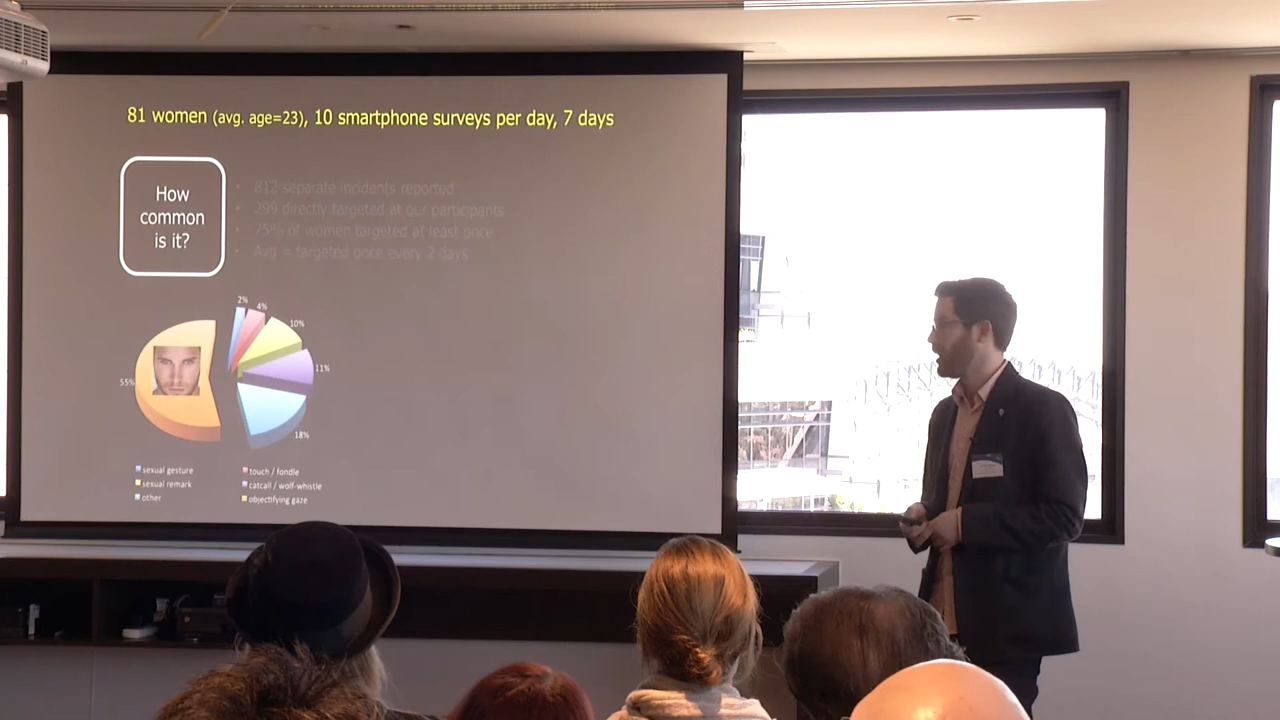 81 women (avg. age=23), 10 smartphone surveys per day, 7 days
How
common
is it?
• 812 separate incidents reported
• 299 directly targeted at our participants
• 75% of women targeted at least once
• Avg = targeted once every 2 days
2%
4%
10%
11%
55%
18%
sexual gesture
touch / fondle
sexual remark
catcall / wolf-whistle
other
objectifying gaze